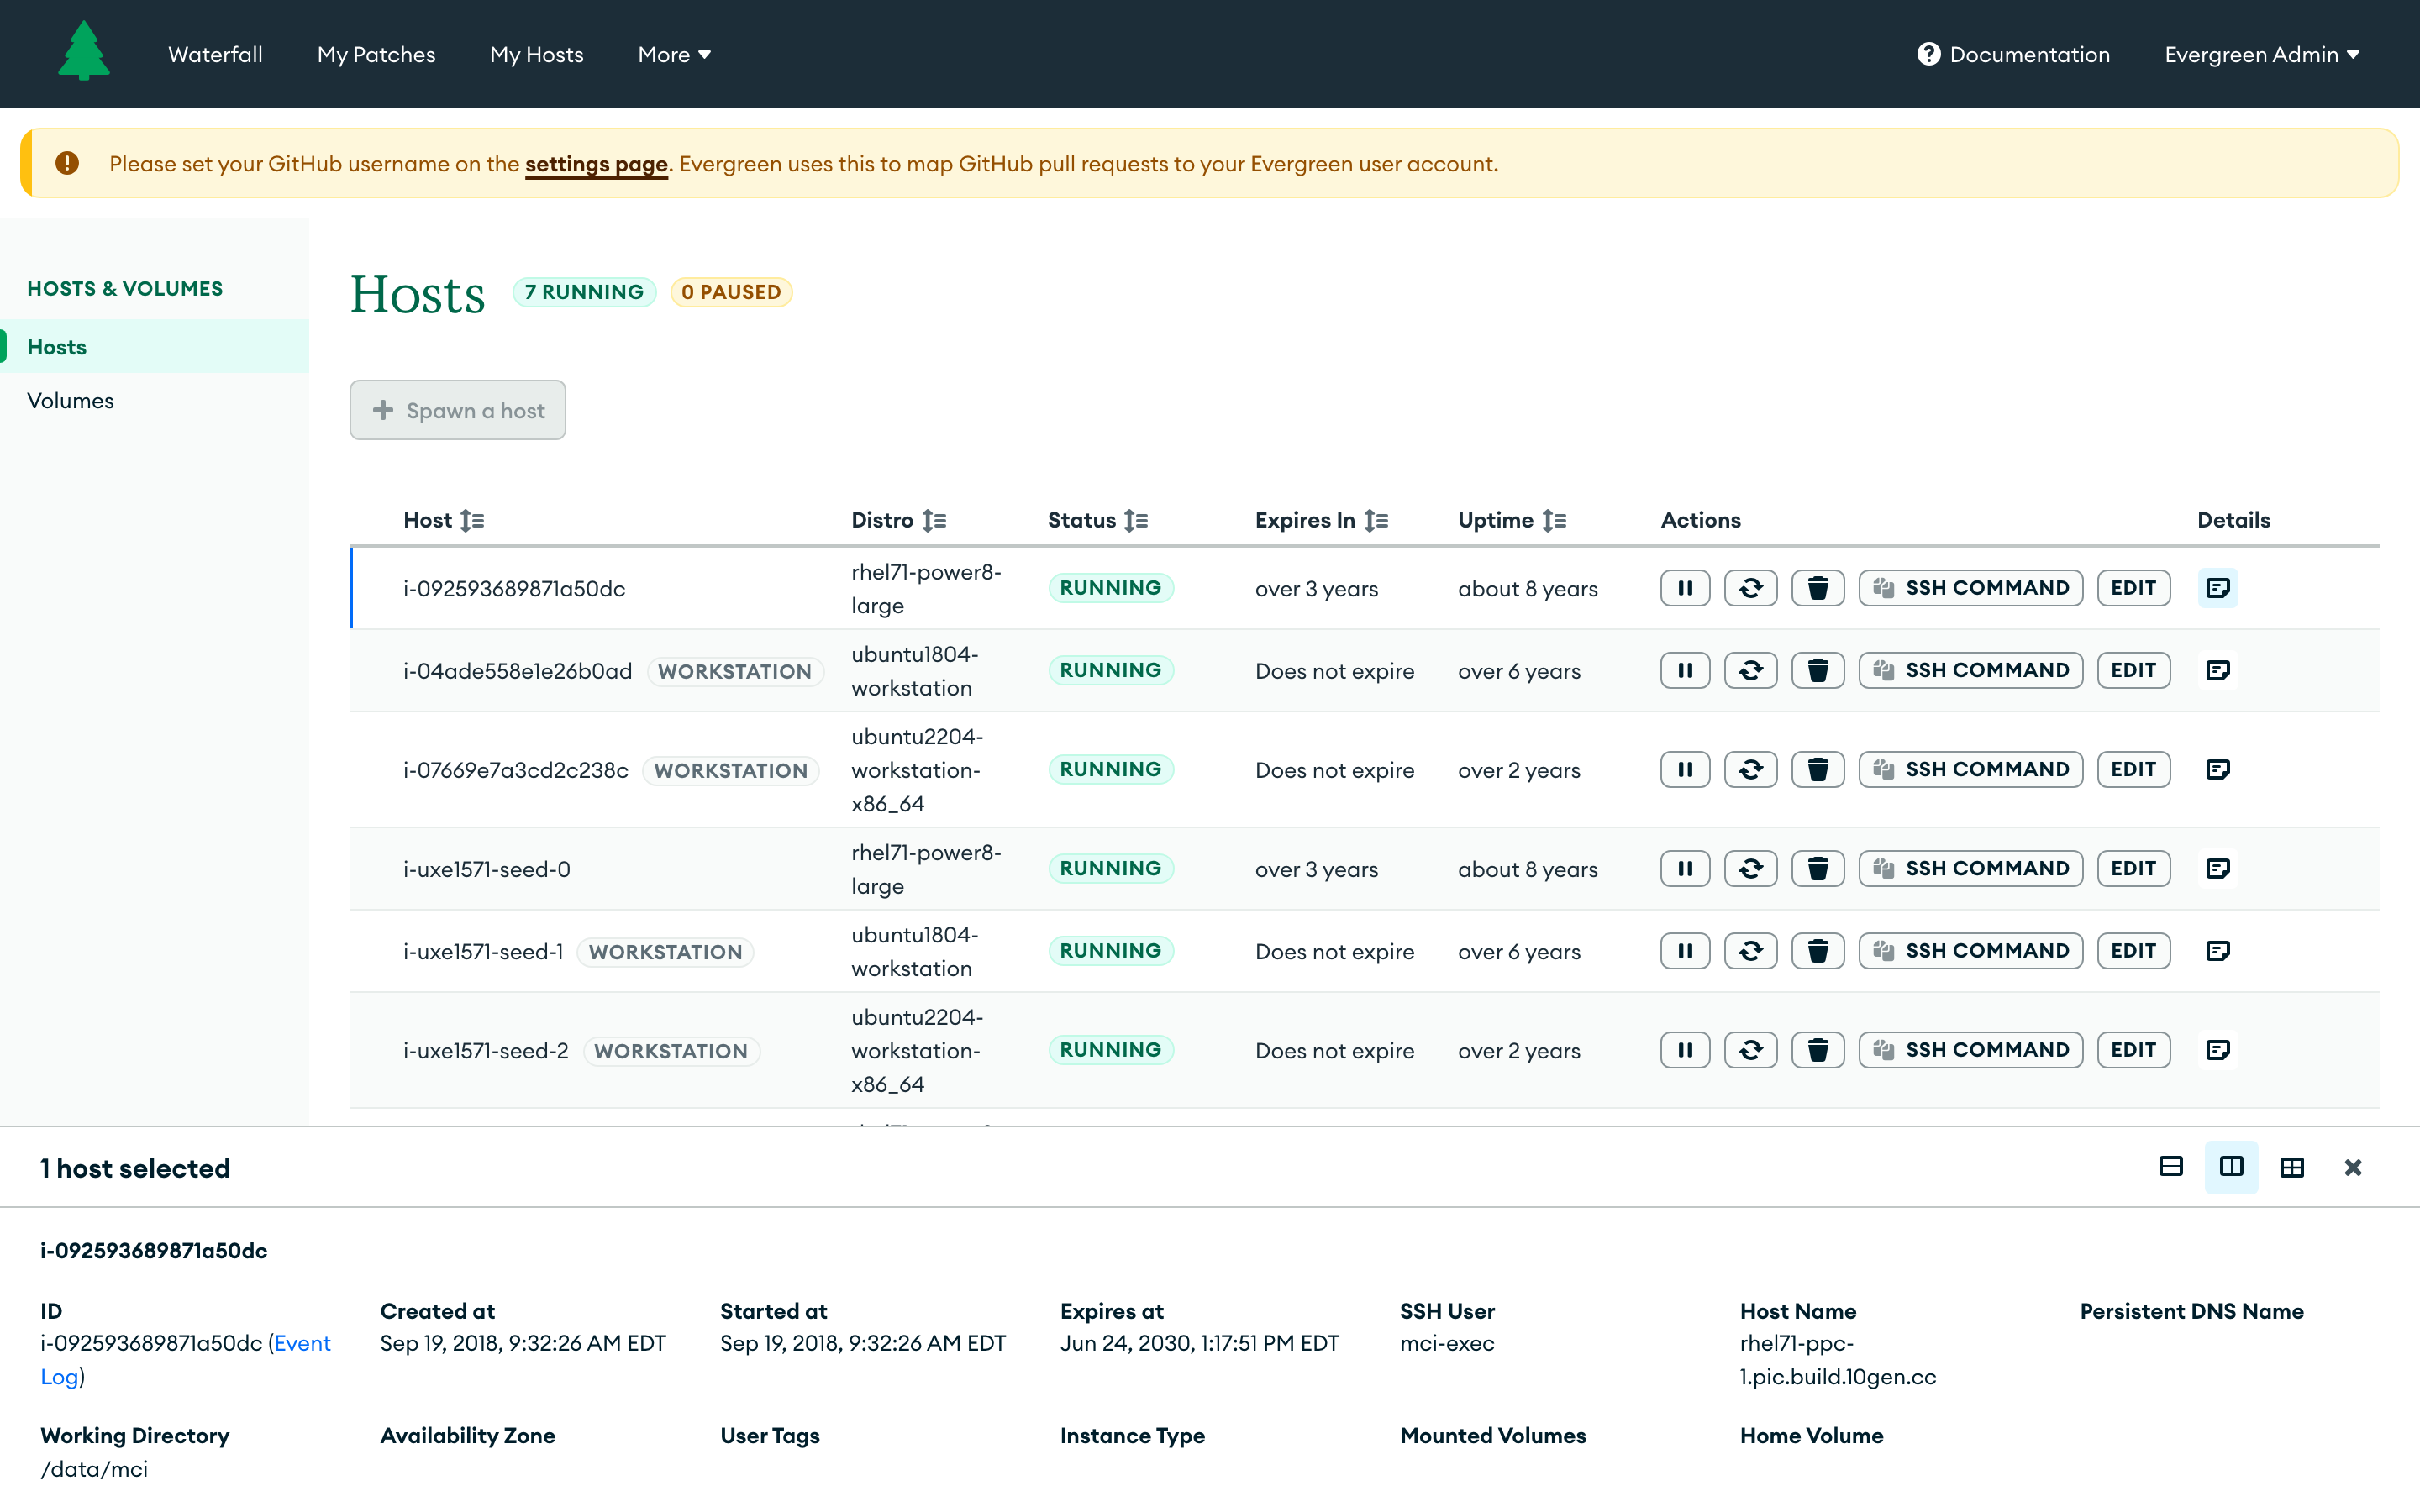 Waterfall My Patches My Hosts More Documentation Evergreen Admin
Please set your GitHub username on the settings page. Evergreen uses this to map GitHub pull requests to your Evergreen user account.
HOSTS & VOLUMES
Hosts
Volumes
Hosts 7 RUNNING 0 PAUSED
Spawn a host
Host Distro Status Expires In Uptime Actions Details
i-092593689871a50dc rhel71-power8-large RUNNING over 3 years about 8 years SSH COMMAND EDIT
i-04ade558e1e26b0ad WORKSTATION ubuntu1804-workstation RUNNING Does not expire over 6 years SSH COMMAND EDIT
i-07669e7a3cd2c238c WORKSTATION ubuntu2204-workstation-x86_64 RUNNING Does not expire over 2 years SSH COMMAND EDIT
i-uxe1571-seed-0 rhel71-power8-large RUNNING over 3 years about 8 years SSH COMMAND EDIT
i-uxe1571-seed-1 WORKSTATION ubuntu1804-workstation RUNNING Does not expire over 6 years SSH COMMAND EDIT
i-uxe1571-seed-2 WORKSTATION ubuntu2204-workstation-x86_64 RUNNING Does not expire over 2 years SSH COMMAND EDIT
1 host selected
i-092593689871a50dc
ID Created at Started at Expires at SSH User Host Name Persistent DNS Name
i-092593689871a50dc (Event Log) Sep 19, 2018, 9:32:26 AM EDT Sep 19, 2018, 9:32:26 AM EDT Jun 24, 2030, 1:17:51 PM EDT mci-exec rhel71-ppc-1.pic.build.10gen.cc
Working Directory Availability Zone User Tags Instance Type Mounted Volumes Home Volume
/data/mci